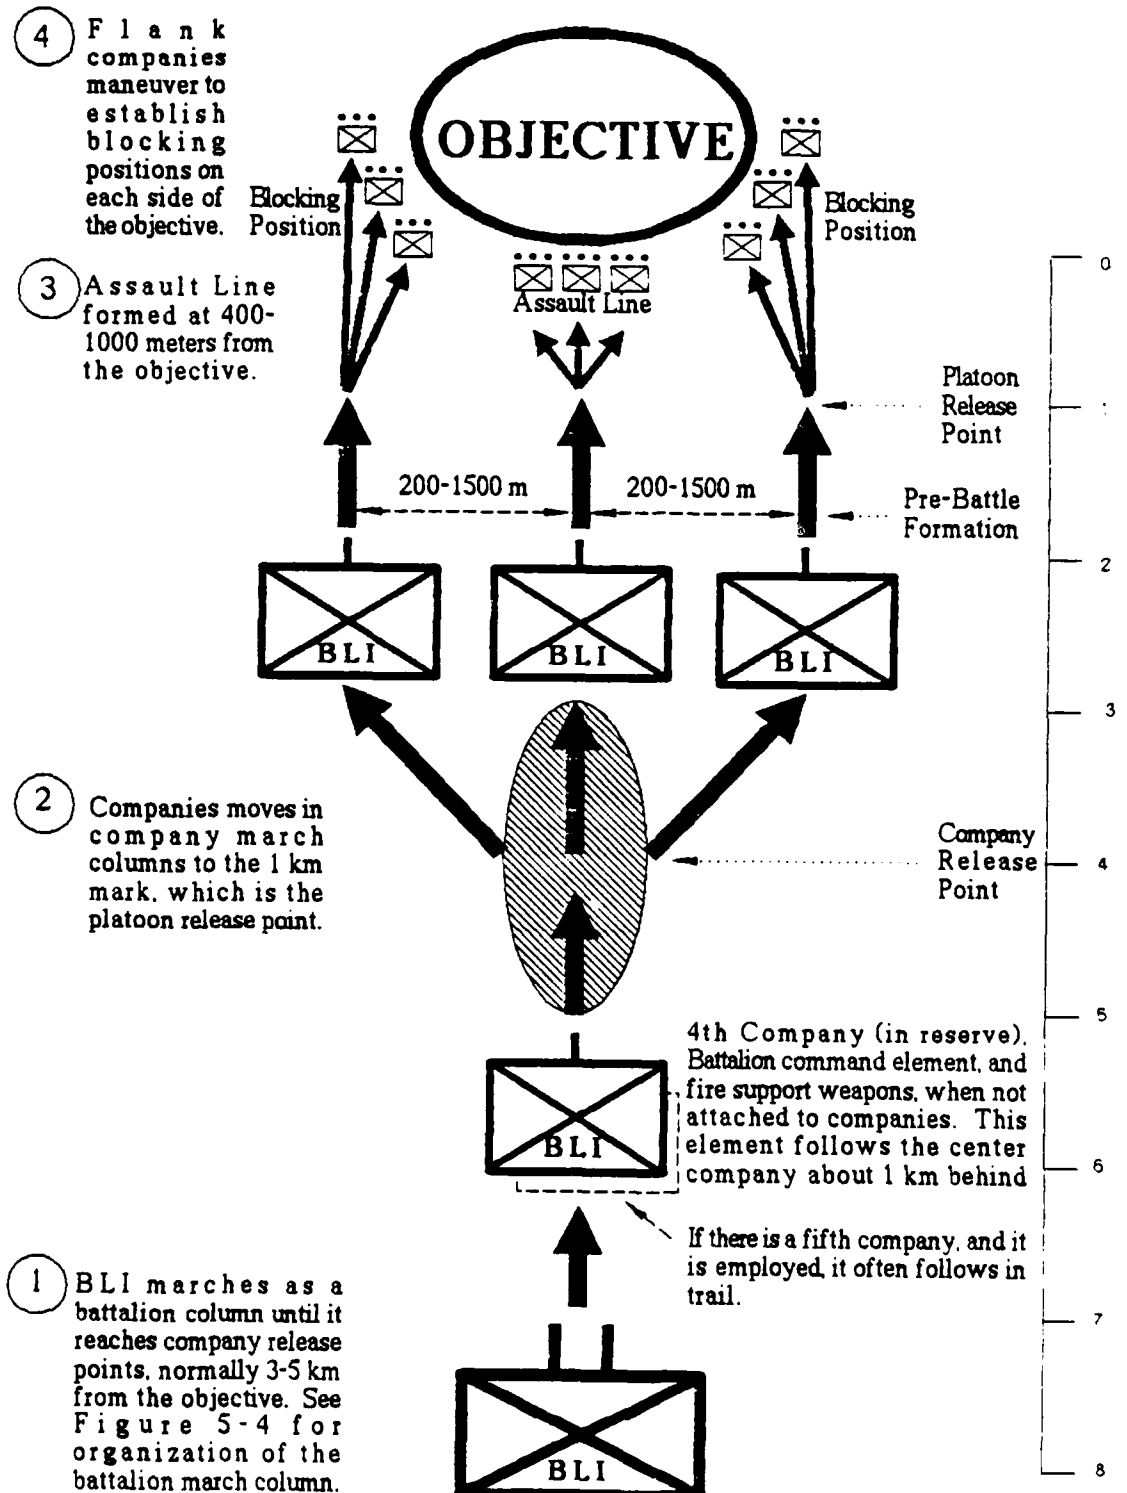 4
Flank
companies
maneuver to
establish
blocking
positions on
each side of
the objective.
OBJECTIVE
Blocking
Position
Blocking
Position
3
Assault Line
formed at 400-
1000 meters from
the objective.
Assault Line
0
Platoon
Release
Point
1
200-1500 m
200-1500 m
Pre-Battle
Formation
2
BLI
BLI
BLI
3
2
Companies moves in
company march
columns to the 1 km
mark, which is the
platoon release point.
Company
Release
Point
4
5
4th Company (in reserve),
Battalion command element, and
fire support weapons, when not
attached to companies. This
element follows the center
company about 1 km behind
BLI
6
If there is a fifth company, and it
is employed, it often follows in
trail.
1
BLI marches as a
battalion column until it
reaches company release
points, normally 3-5 km
from the objective. See
Figure 5-4 for
organization of the
battalion march column.
7
BLI
8